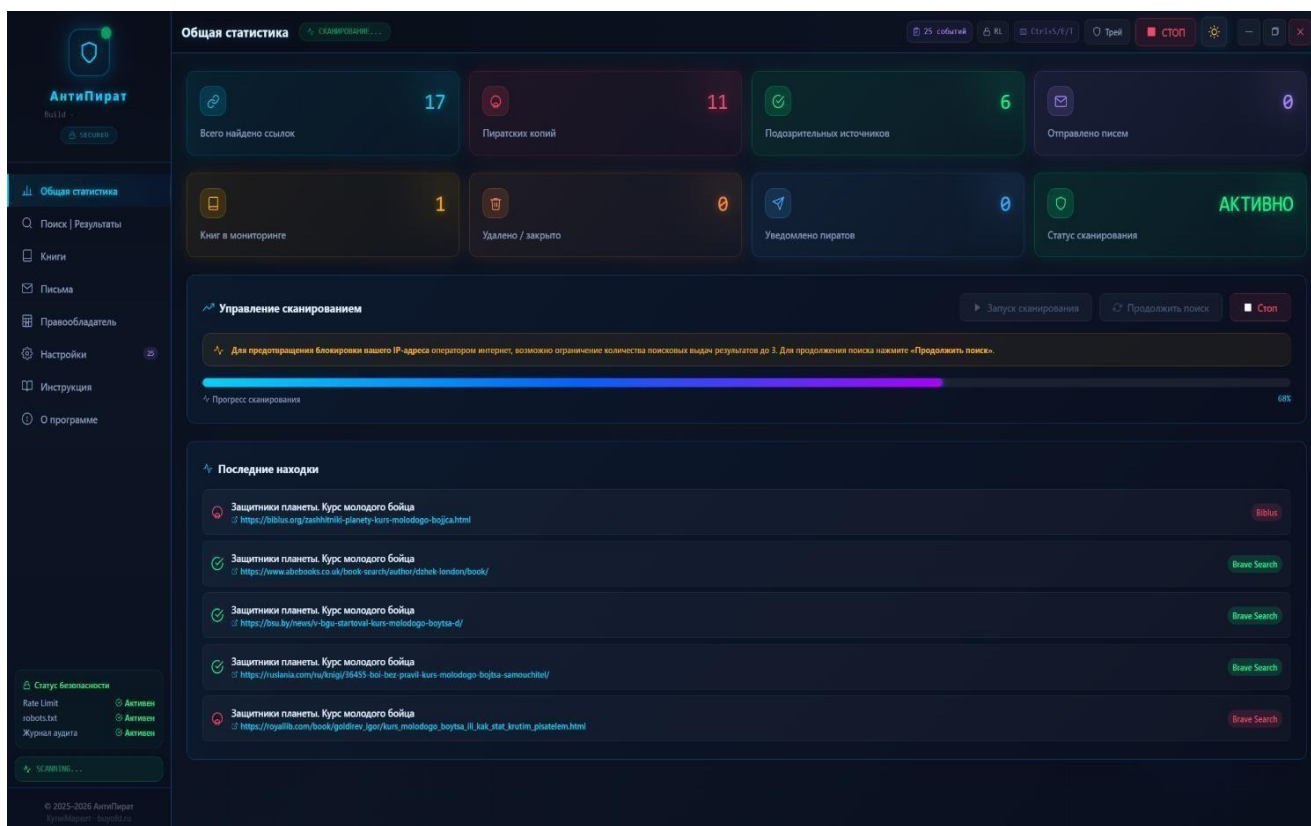 АнтиПират
Build -
SECURED
Общая статистика
Поиск | Результаты
Книги
Письма
Правообладатель
Настройки 25
Инструкция
О программе
Статус безопасности
Rate Limit Активен
robots.txt Активен
Журнал аудита Активен
SCANNING...
© 2025-2026 АнтиПират
КупиМаркет - buyofd.ru
Общая статистика СКАНИРОВАНИЕ...
25 событий RL Ctrl+S/E/T Трей СТОП
17
Всего найдено ссылок
11
Пиратских копий
6
Подозрительных источников
0
Отправлено писем
1
Книг в мониторинге
0
Удалено / закрыто
0
Уведомлено пиратов
АКТИВНО
Статус сканирования
Управление сканированием Запуск сканирования Продолжить поиск Стоп
Для предотвращения блокировки вашего IP-адреса оператором интернет, возможно ограничение количества поисковых выдач результатов до 3. Для продолжения поиска нажмите «Продолжить поиск».
Прогресс сканирования 68%
Последние находки
Защитники планеты. Курс молодого бойца
https://biblus.org/zashhitniki-planety-kurs-molodogo-bojjca.html
Biblus
Защитники планеты. Курс молодого бойца
https://www.abebooks.co.uk/book-search/author/dzhek-london/book/
Brave Search
Защитники планеты. Курс молодого бойца
https://bsu.by/news/v-bgu-startoval-kurs-molodogo-boytsa-d/
Brave Search
Защитники планеты. Курс молодого бойца
https://ruslania.com/ru/knigi/36455-boi-bez-pravil-kurs-molodogo-bojtsa-samouchitel/
Brave Search
Защитники планеты. Курс молодого бойца
https://royallib.com/book/goldirev_igor/kurs_molodogo_boytsa_ili_kak_stat_krutim_pisatelem.html
Brave Search